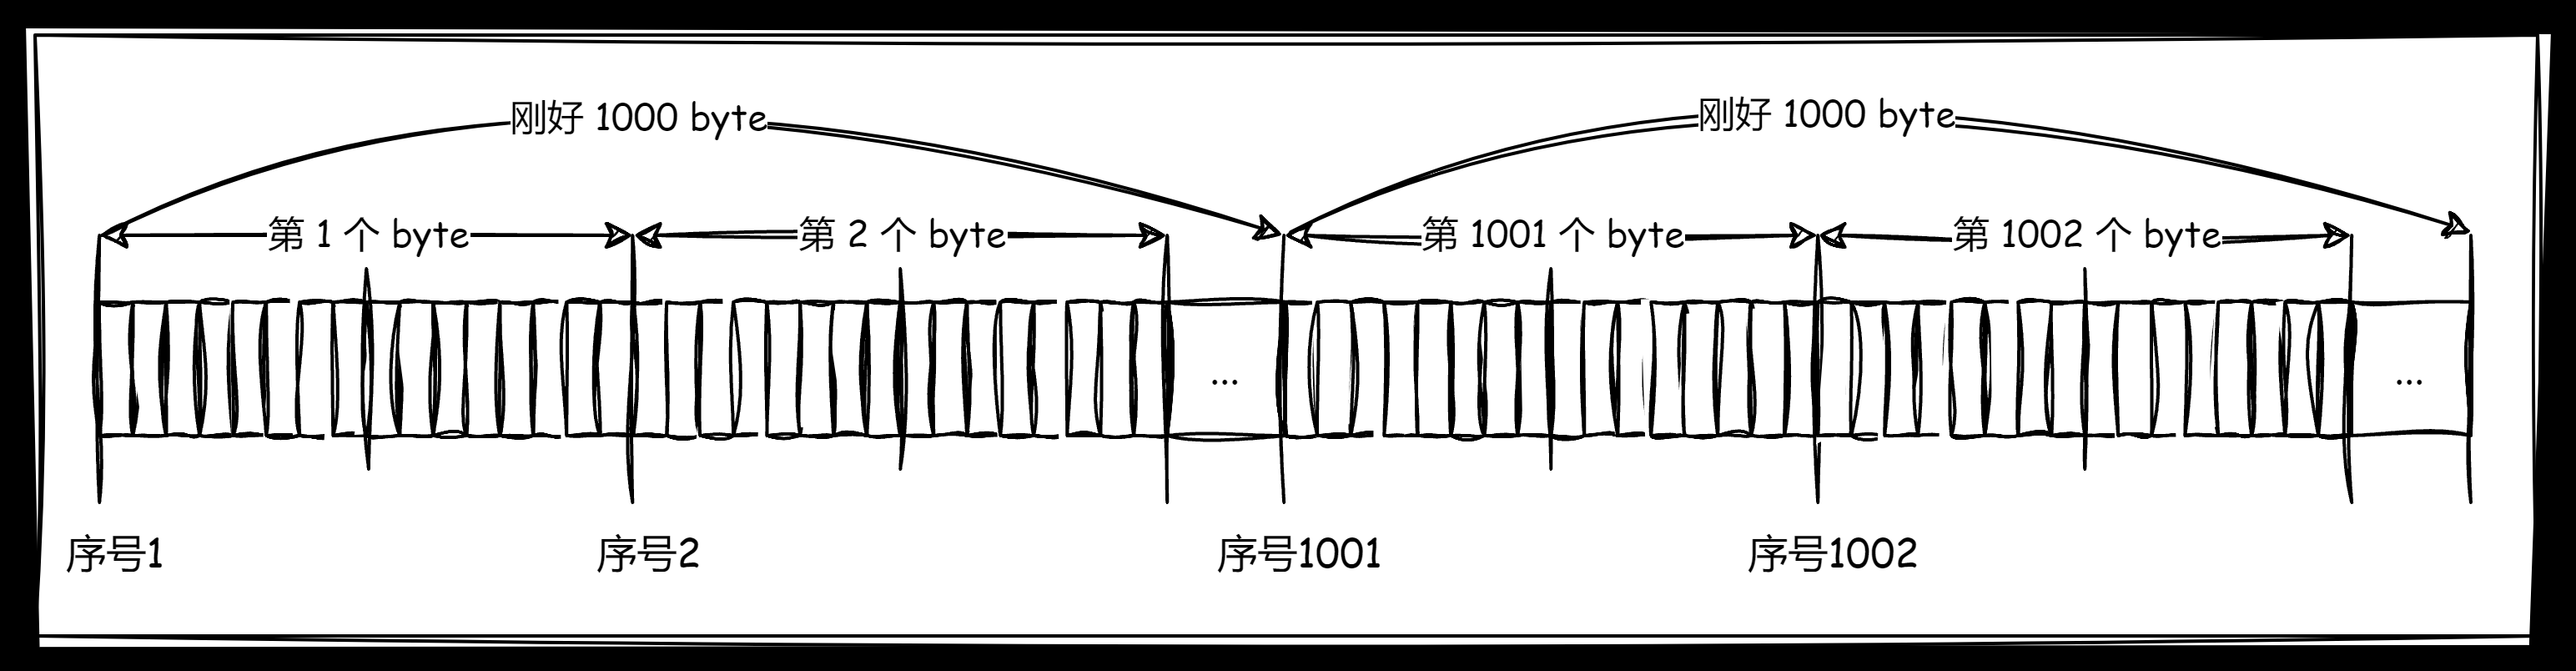 刚好 1000 byte
刚好 1000 byte
第 1 个 byte
第 2 个 byte
第 1001 个 byte
第 1002 个 byte
...
...
序号1
序号2
序号1001
序号1002